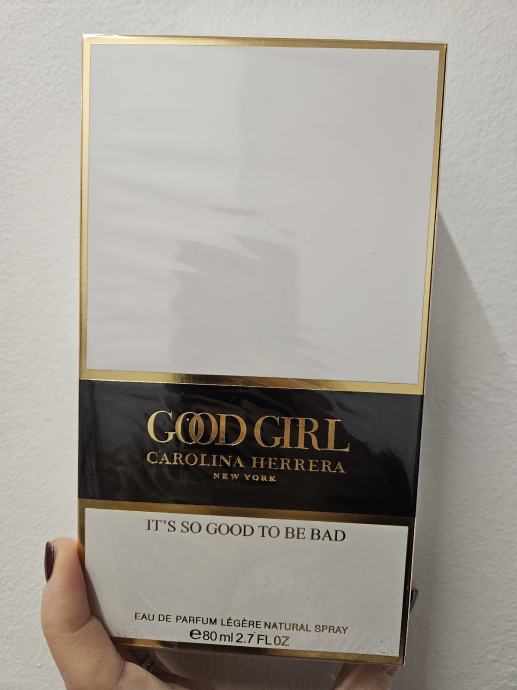 GOOD GIRL
CAROLINA HERRERA
NEW YORK
IT'S SO GOOD TO BE BAD
EAU DE PARFUM LÉGÈRE NATURAL SPRAY
℮80 ml 2.7 FL OZ